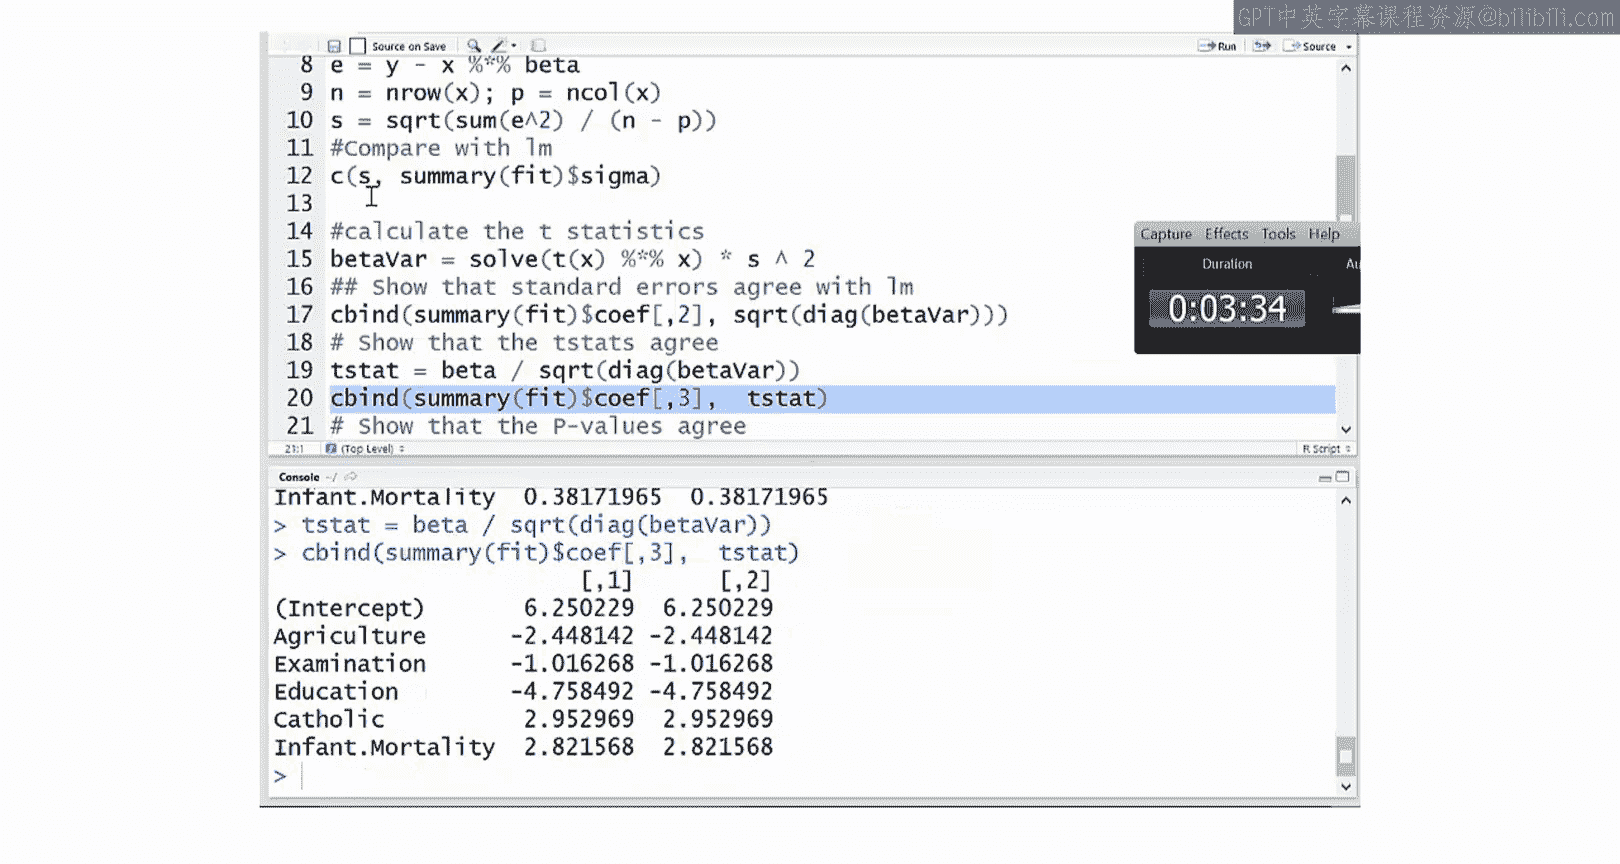 GPT中英字幕课程资源@bilibili.com
Source on Save
Run
Source
8 e = y - x %*% beta
9 n = nrow(x); p = ncol(x)
10 s = sqrt(sum(e^2) / (n - p))
11 #Compare with lm
12 c(s, summary(fit)$sigma)
13
14 #calculate the t statistics
15 betaVar = solve(t(x) %*% x) * s ^ 2
16 ## Show that standard errors agree with lm
17 cbind(summary(fit)$coef[,2], sqrt(diag(betaVar)))
18 # Show that the tstats agree
19 tstat = beta / sqrt(diag(betaVar))
20 cbind(summary(fit)$coef[,3],  tstat)
21 # Show that the P-values agree
Capture Effects Tools Help
Duration Au
0:03:34
21:1 (Top Level) R Script
Console ~/
Infant.Mortality 0.38171965 0.38171965
> tstat = beta / sqrt(diag(betaVar))
> cbind(summary(fit)$coef[,3],  tstat)
[,1] [,2]
(Intercept) 6.250229 6.250229
Agriculture -2.448142 -2.448142
Examination -1.016268 -1.016268
Education -4.758492 -4.758492
Catholic 2.952969 2.952969
Infant.Mortality 2.821568 2.821568
>